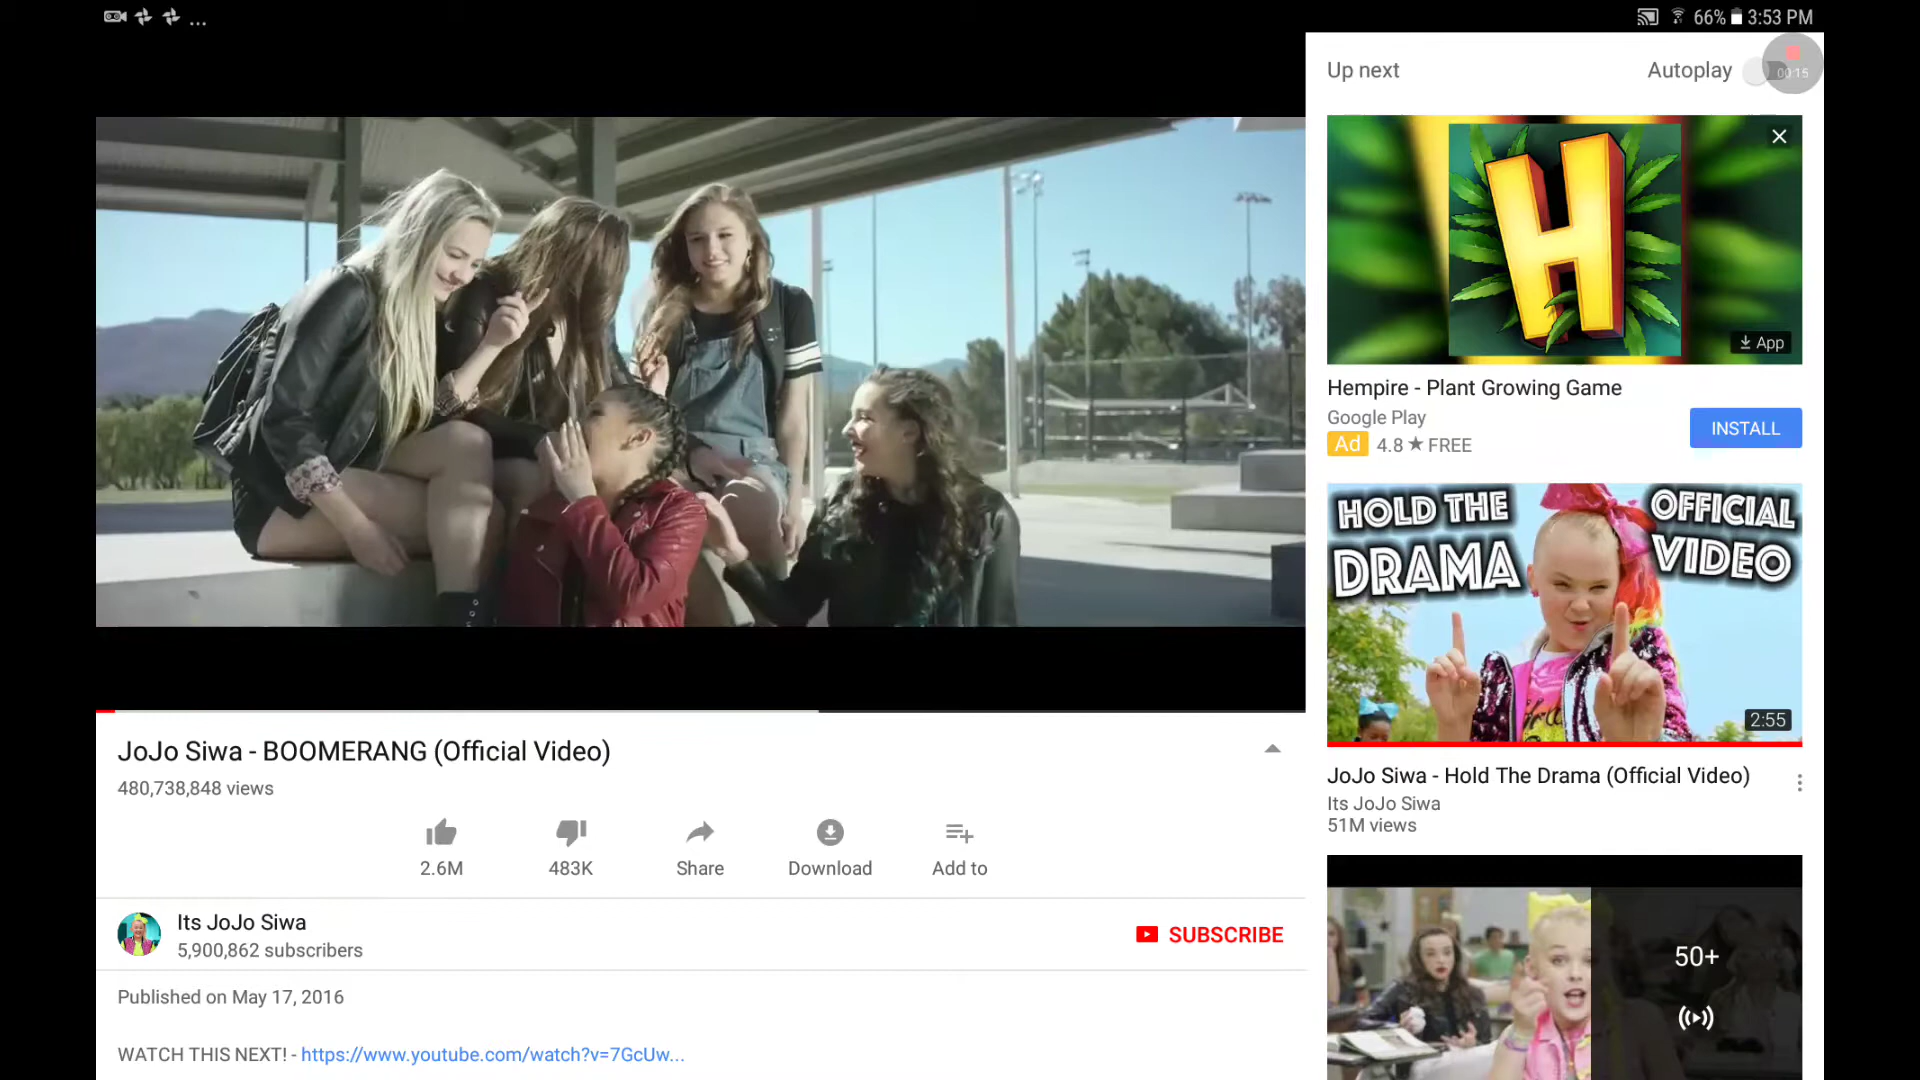 ...
66% 3:53 PM
Up next
Autoplay
00:15
H
App
Hempire - Plant Growing Game
Google Play
Ad 4.8 ★ FREE
INSTALL
HOLD THE DRAMA
OFFICIAL VIDEO
2:55
JoJo Siwa - Hold The Drama (Official Video)
Its JoJo Siwa
51M views
50+
JoJo Siwa - BOOMERANG (Official Video)
480,738,848 views
2.6M
483K
Share
Download
Add to
Its JoJo Siwa
5,900,862 subscribers
SUBSCRIBE
Published on May 17, 2016
WATCH THIS NEXT! - https://www.youtube.com/watch?v=7GcUw...